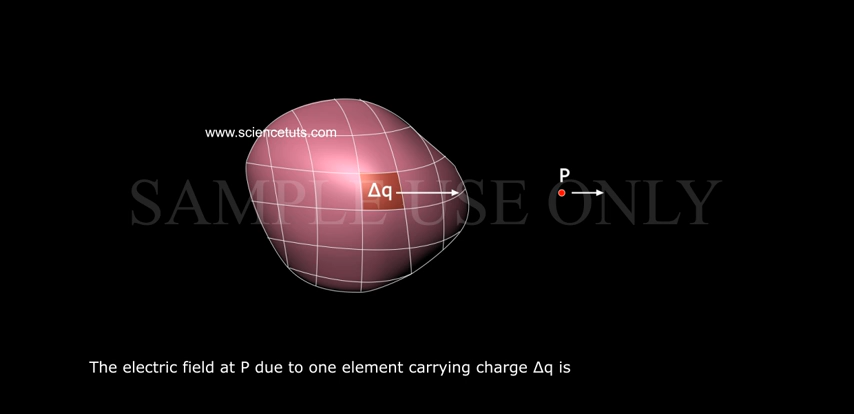 www.sciencetuts.com
P
Δq
SAMPLE USE ONLY
The electric field at P due to one element carrying charge Δq is